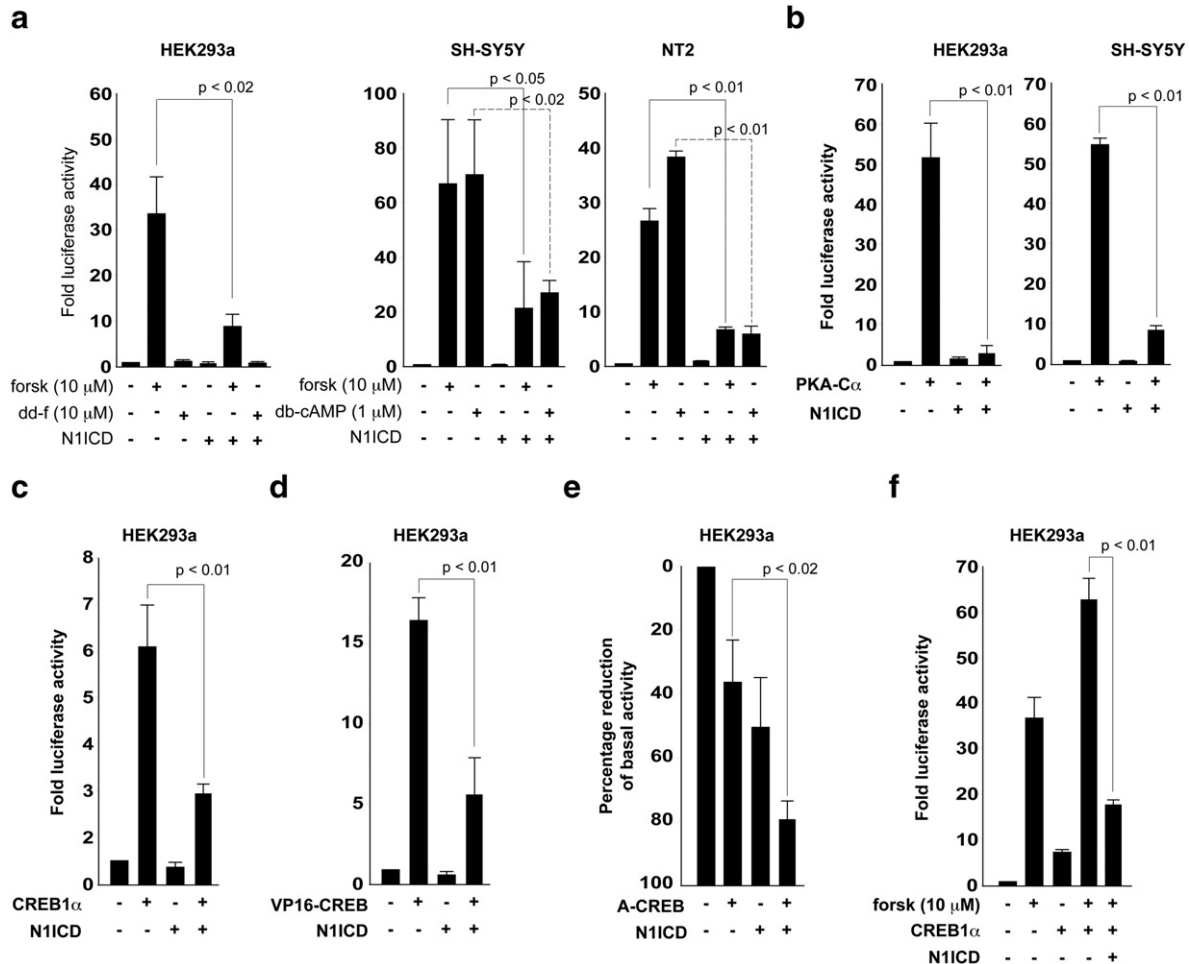 a
HEK293a
Fold luciferase activity
60
50
40
30
20
10
0
p < 0.02
forsk (10 μM) - + - - + -
dd-f (10 μM) - - + - - +
N1ICD - - - + + +
SH-SY5Y
100
80
60
40
20
0
p < 0.05
p < 0.02
forsk (10 μM) - + - - + -
db-cAMP (1 μM) - - + - - +
N1ICD - - - + + +
NT2
50
40
30
20
10
0
p < 0.01
p < 0.01
- + - - + -
- - + - - +
- - - + + +
b
HEK293a
Fold luciferase activity
70
60
50
40
30
20
10
0
p < 0.01
PKA-Cα - + - +
N1ICD - - + +
SH-SY5Y
70
60
50
40
30
20
10
0
p < 0.01
- + - +
- - + +
c
HEK293a
Fold luciferase activity
8
7
6
5
4
3
2
0
p < 0.01
CREB1α - + - +
N1ICD - - + +
d
HEK293a
20
15
10
5
0
p < 0.01
VP16-CREB - + - +
N1ICD - - + +
e
HEK293a
Percentage reduction
of basal activity
0
20
40
60
80
100
p < 0.02
A-CREB - + - +
N1ICD - - + +
f
HEK293a
Fold luciferase activity
70
60
50
40
30
20
10
0
p < 0.01
forsk (10 μM) - + - + +
CREB1α - - + + +
N1ICD - - - - +